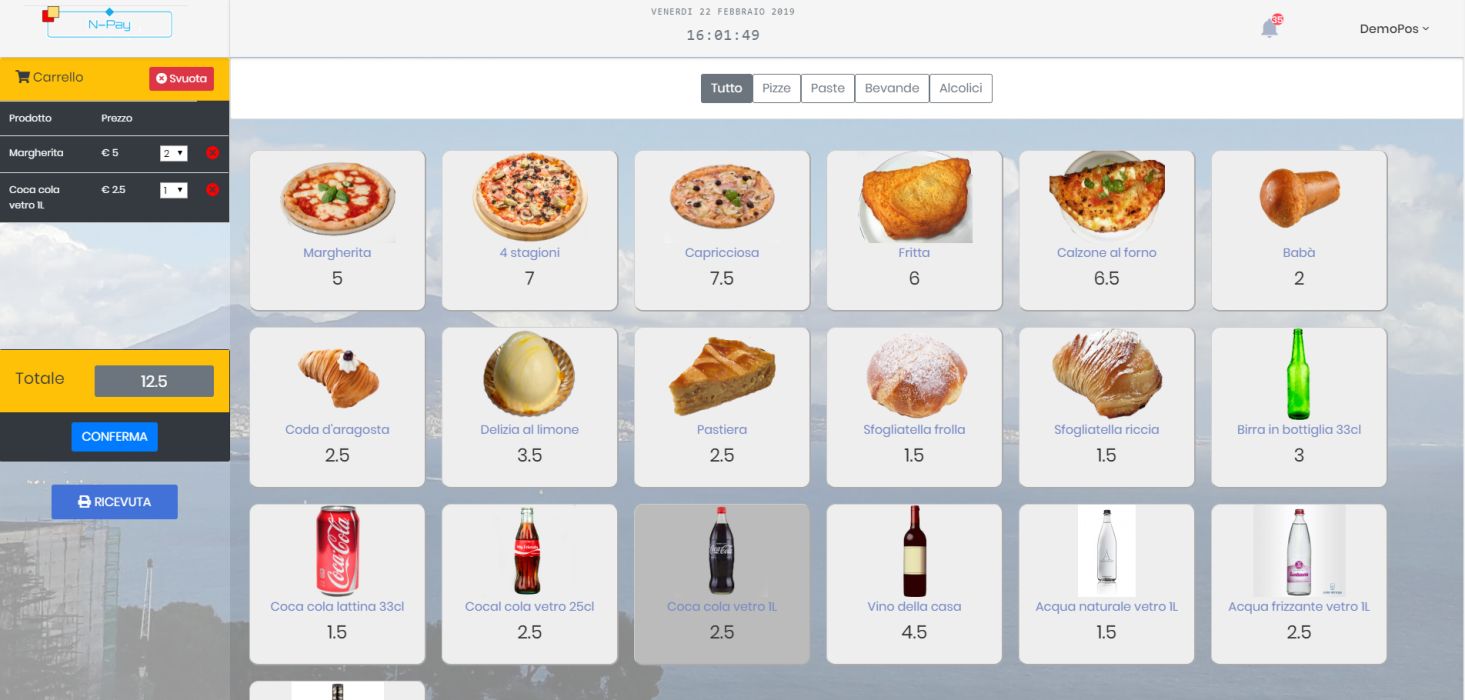 N-Pay
VENERDI 22 FEBBRAIO 2019
16:01:49
35
DemoPos
Carrello
Svuota
Prodotto Prezzo
Margherita € 5 2
Coca cola vetro 1L € 2.5 1
Totale 12.5
CONFERMA
RICEVUTA
Tutto Pizze Paste Bevande Alcolici
Margherita 4 stagioni Capricciosa Fritta Calzone al forno Babà
5 7 7.5 6 6.5 2
Coda d'aragosta Delizia al limone Pastiera Sfogliatella frolla Sfogliatella riccia Birra in bottiglia 33cl
2.5 3.5 2.5 1.5 1.5 3
Coca-Cola Coca-Cola
Coca cola lattina 33cl Cocal cola vetro 25cl Coca cola vetro 1L Vino della casa Acqua naturale vetro 1L Acqua frizzante vetro 1L
1.5 2.5 2.5 4.5 1.5 2.5